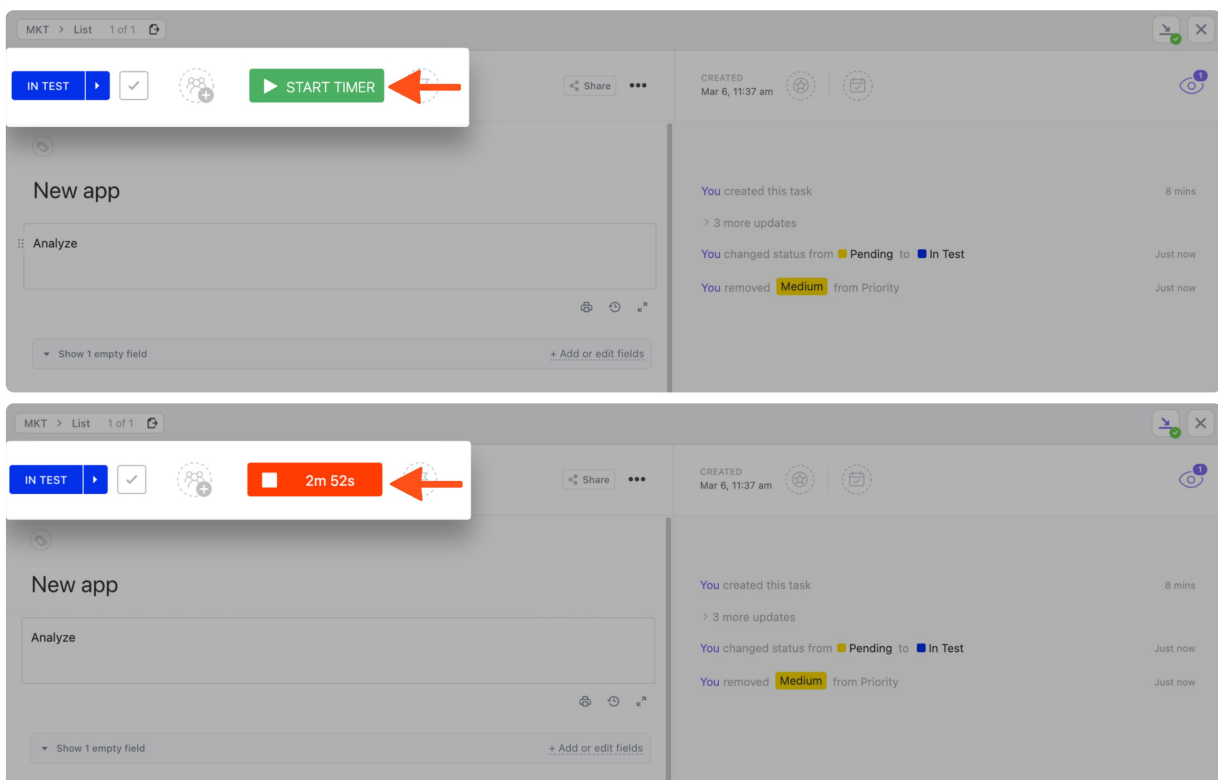 MKT > List 1 of 1
IN TEST
START TIMER
Share
CREATED
Mar 6, 11:37 am
1
New app
Analyze
Show 1 empty field
+ Add or edit fields
You created this task 8 mins
> 3 more updates
You changed status from Pending to In Test Just now
You removed Medium from Priority Just now
MKT > List 1 of 1
IN TEST
2m 52s
Share
CREATED
Mar 6, 11:37 am
1
New app
Analyze
Show 1 empty field
+ Add or edit fields
You created this task 8 mins
> 3 more updates
You changed status from Pending to In Test Just now
You removed Medium from Priority Just now